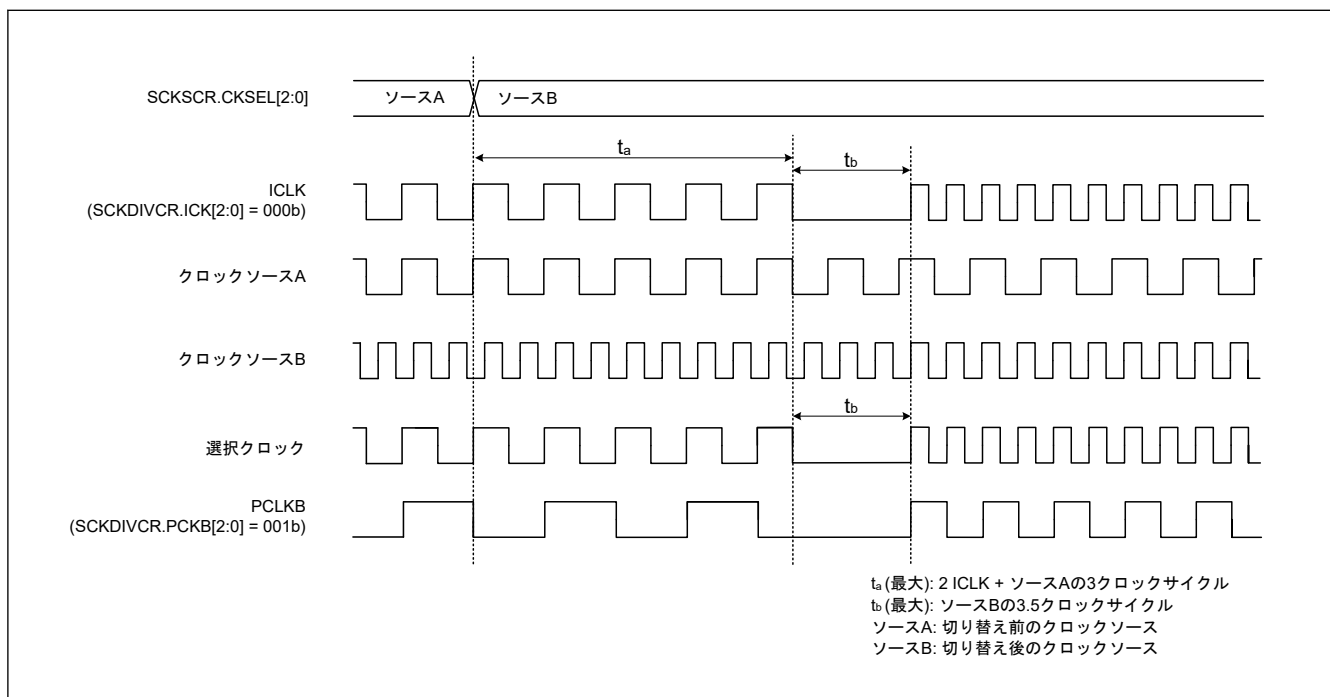 SCKSCR.CKSEL[2:0]
ソースA
ソースB
ta
tb
ICLK
(SCKDIVCR.ICK[2:0] = 000b)
クロックソースA
クロックソースB
tb
選択クロック
PCLKB
(SCKDIVCR.PCKB[2:0] = 001b)
ta (最大): 2 ICLK + ソースAの3クロックサイクル
tb (最大): ソースBの3.5クロックサイクル
ソースA: 切り替え前のクロックソース
ソースB: 切り替え後のクロックソース